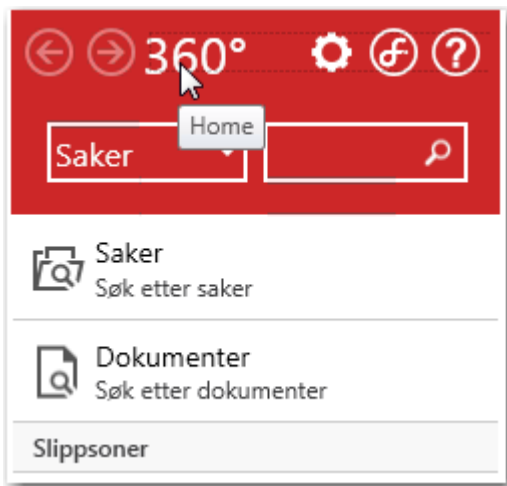 360°
?
Home
Saker
Saker
Søk etter saker
Dokumenter
Søk etter dokumenter
Slippsoner